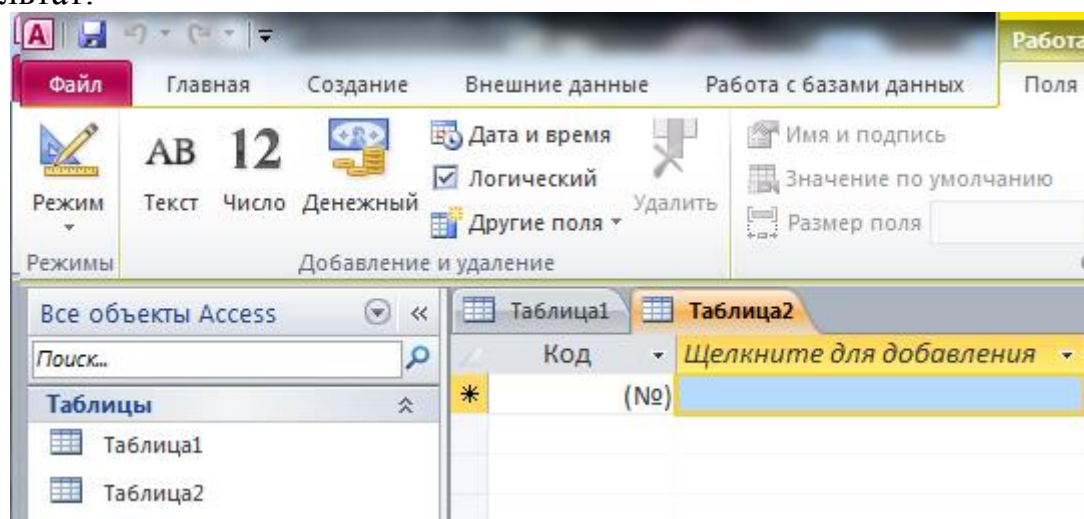 A
Работа
Файл Главная Создание Внешние данные Работа с базами данных Поля
Режим
AB Текст
12 Число
Денежный
Дата и время
Логический
Другие поля
Удалить
Имя и подпись
Значение по умолчанию
Размер поля
Режимы Добавление и удаление
Все объекты Access «
Таблица1 Таблица2
Поиск...
Код Щелкните для добавления
Таблицы
* (№)
Таблица1
Таблица2